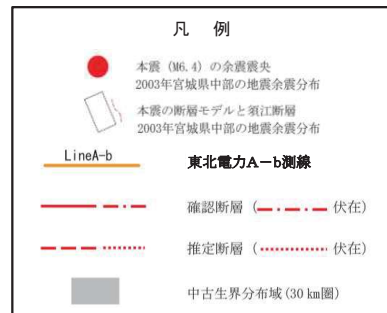 凡 例
本震 (M6.4) の余震震央
2003年宮城県中部の地震余震分布
本震の断層モデルと須江断層
2003年宮城県中部の地震余震分布
LineA-b
東北電力A-b測線
確認断層 ( 伏在)
推定断層 ( 伏在)
中古生界分布域(30 km圏)